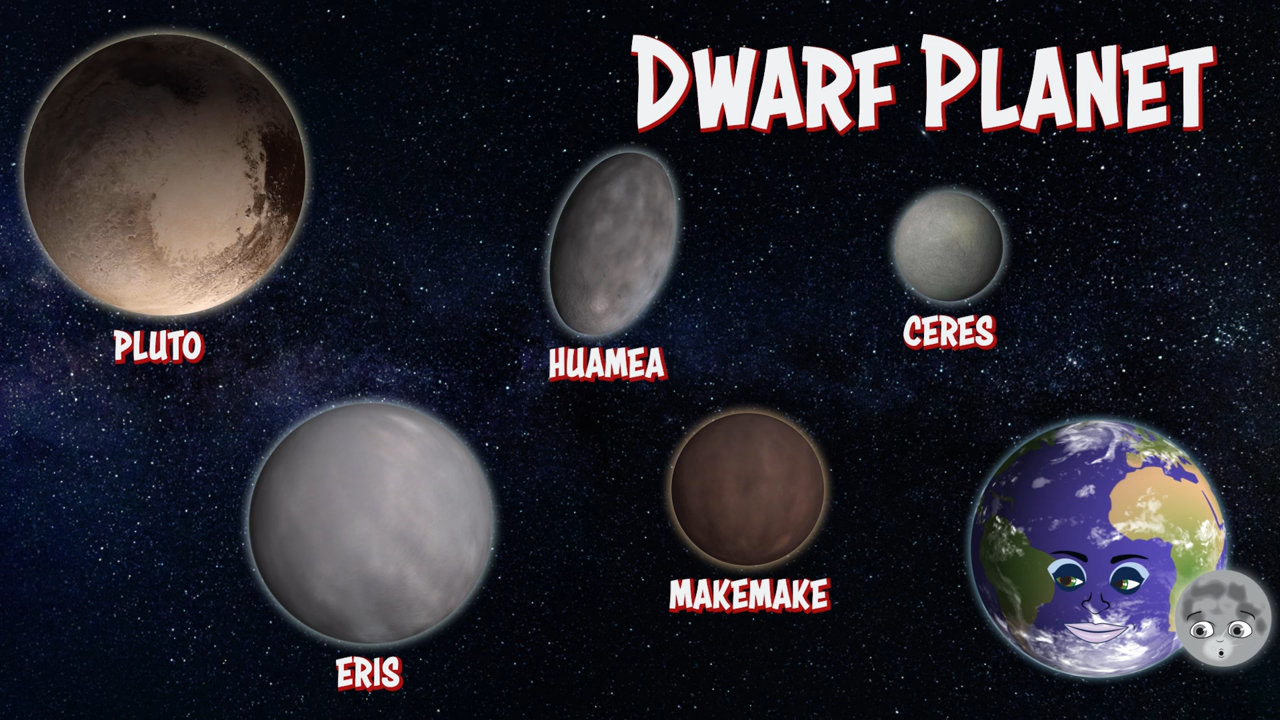 DWARF PLANET
PLUTO
HUAMEA
CERES
ERIS
MAKEMAKE